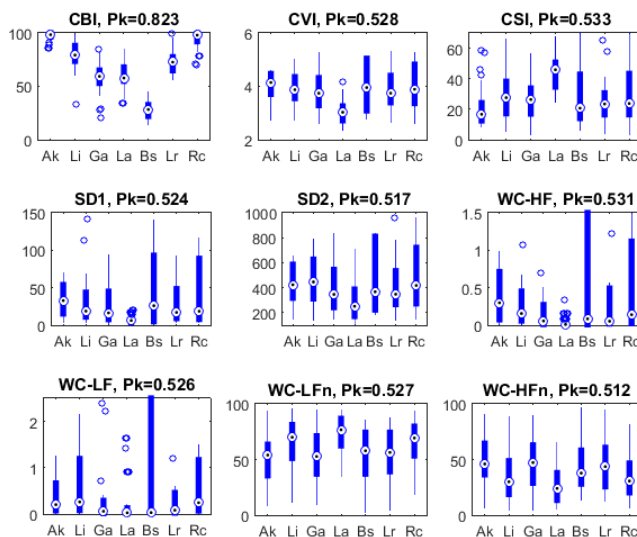 CBI, Pk=0.823
100
50
0
Ak Li Ga La Bs Lr Rc
CVI, Pk=0.528
6
4
2
Ak Li Ga La Bs Lr Rc
CSI, Pk=0.533
60
40
20
0
Ak Li Ga La Bs Lr Rc
SD1, Pk=0.524
150
100
50
0
Ak Li Ga La Bs Lr Rc
SD2, Pk=0.517
1000
800
600
400
200
Ak Li Ga La Bs Lr Rc
WC-HF, Pk=0.531
1.5
1
0.5
0
Ak Li Ga La Bs Lr Rc
WC-LF, Pk=0.526
2
1
0
Ak Li Ga La Bs Lr Rc
WC-LFn, Pk=0.527
100
50
0
Ak Li Ga La Bs Lr Rc
WC-HFn, Pk=0.512
100
50
0
Ak Li Ga La Bs Lr Rc